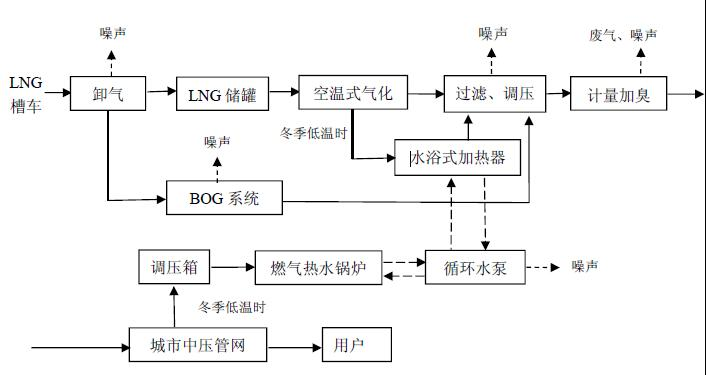 噪声
噪声
废气、噪声
LNG
槽车
卸气
LNG 储罐
空温式气化
过滤、调压
计量加臭
冬季低温时
噪声
水浴式加热器
BOG 系统
调压箱
燃气热水锅炉
循环水泵
噪声
冬季低温时
城市中压管网
用户